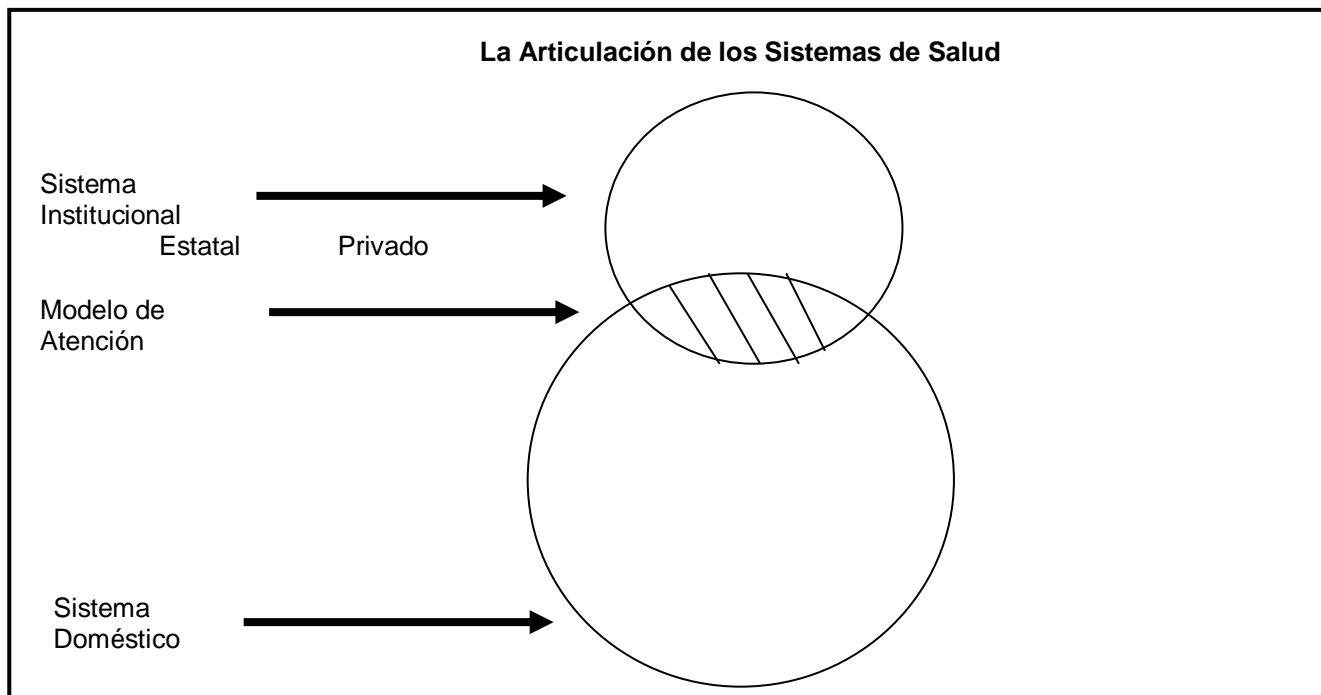 La Articulación de los Sistemas de Salud
Sistema
Institucional
Estatal Privado
Modelo de
Atención
Sistema
Doméstico